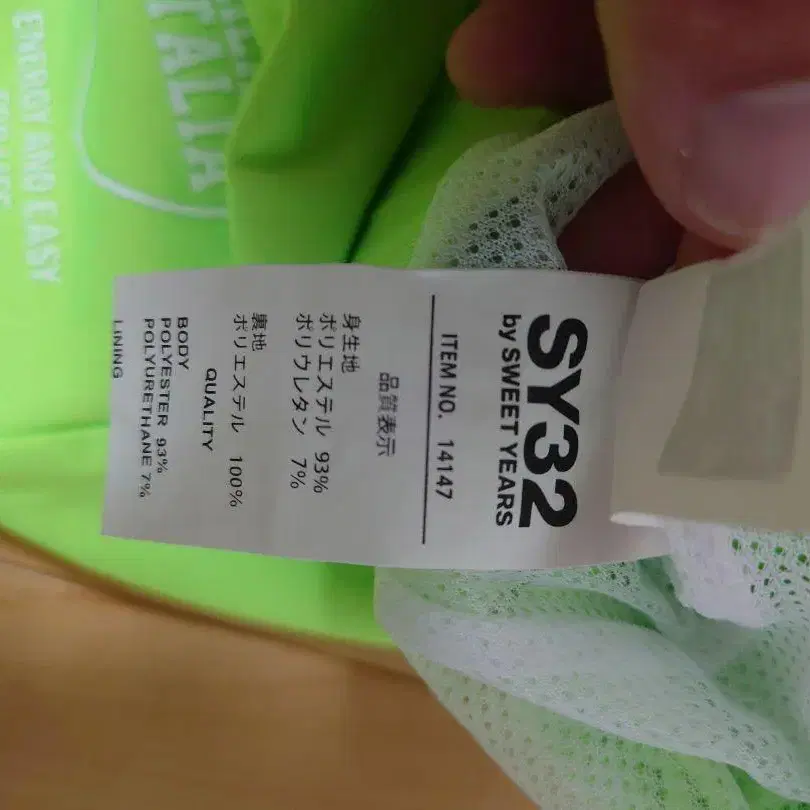 SY32
by SWEET YEARS
ITEM NO. 14147
品質表示
身生地
ポリエステル 93%
ポリウレタン 7%
裏地
ポリエステル 100%
QUALITY
BODY
POLYESTER 93%
POLYURETHANE 7%
LINING
ITALIA
ENERGY AND EASY